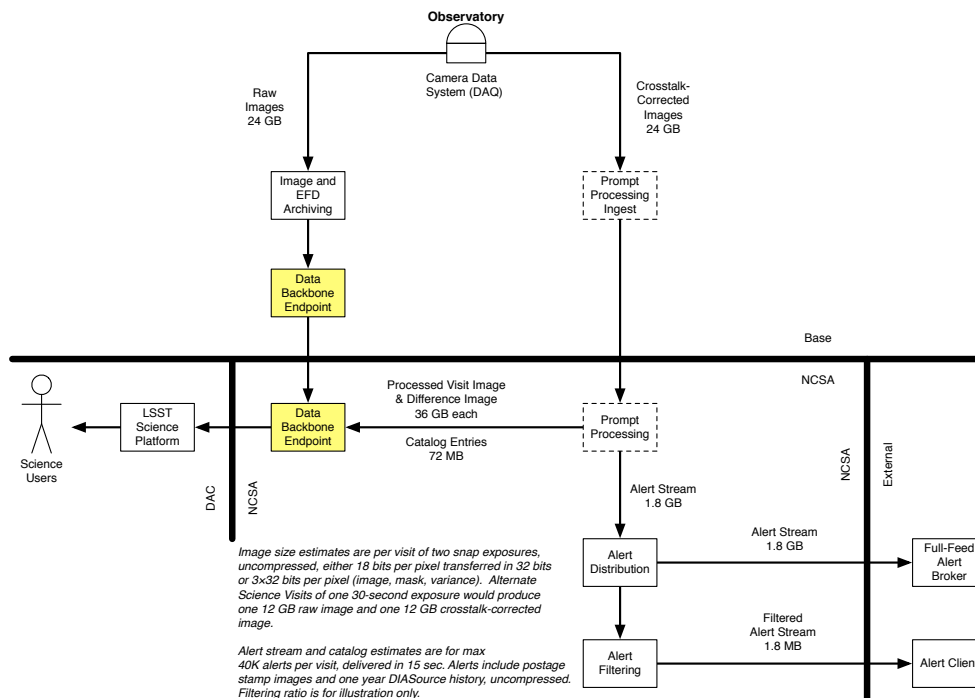 Observatory
Camera Data
System (DAQ)
Raw
Images
24 GB
Crosstalk-
Corrected
Images
24 GB
Image and
EFD
Archiving
Prompt
Processing
Ingest
Data
Backbone
Endpoint
Base
NCSA
Processed Visit Image
& Difference Image
36 GB each
Catalog Entries
72 MB
Science
Users
LSST
Science
Platform
Data
Backbone
Endpoint
Prompt
Processing
DAC
NCSA
NCSA
External
Alert Stream
1.8 GB
Alert Stream
1.8 GB
Alert
Distribution
Full-Feed
Alert
Broker
Filtered
Alert Stream
1.8 MB
Alert
Filtering
Alert Client
Image size estimates are per visit of two snap exposures,
uncompressed, either 18 bits per pixel transferred in 32 bits
or 3×32 bits per pixel (image, mask, variance). Alternate
Science Visits of one 30-second exposure would produce
one 12 GB raw image and one 12 GB crosstalk-corrected
image.
Alert stream and catalog estimates are for max
40K alerts per visit, delivered in 15 sec. Alerts include postage
stamp images and one year DIASource history, uncompressed.
Filtering ratio is for illustration only.